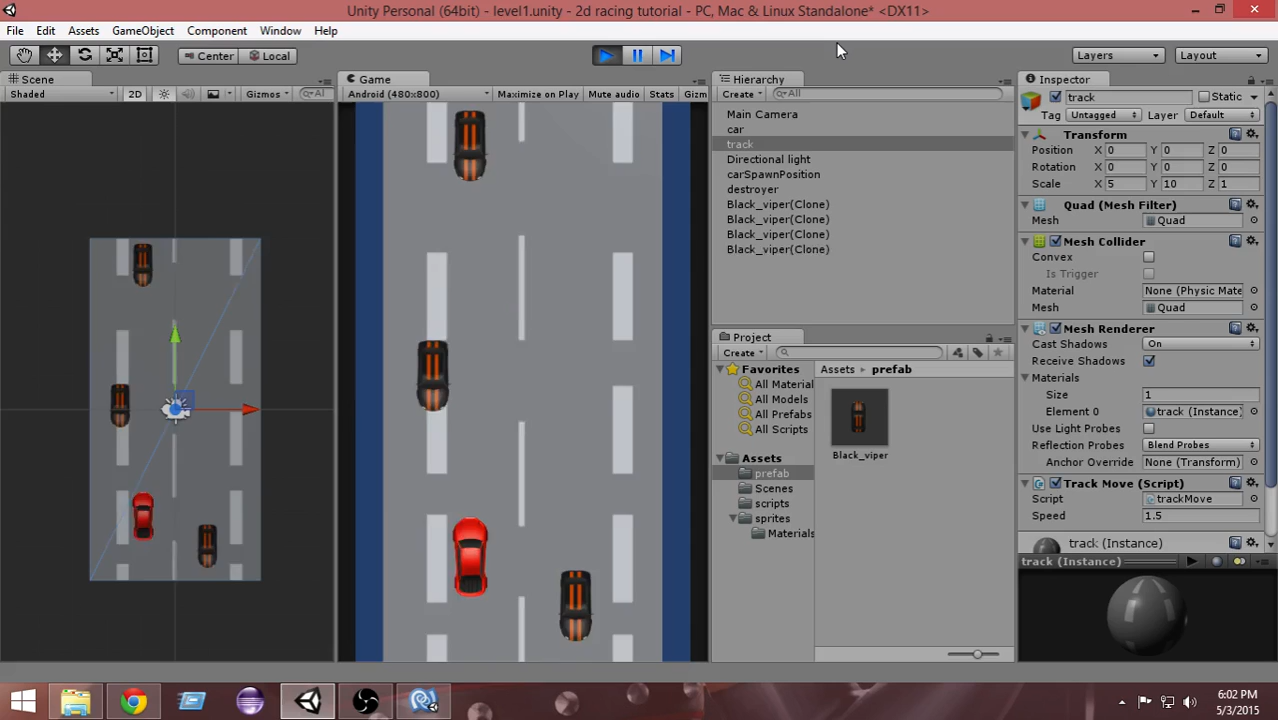 Unity Personal (64bit) - level1.unity - 2d racing tutorial - PC, Mac & Linux Standalone* <DX11>
File Edit Assets GameObject Component Window Help
Center Local Layers Layout
Scene
Shaded 2D Gizmos All
Game
Android (480x800) Maximize on Play Mute audio Stats Gizm
Hierarchy
Create All
Main Camera
car
track
Directional light
carSpawnPosition
destroyer
Black_viper(Clone)
Black_viper(Clone)
Black_viper(Clone)
Black_viper(Clone)
Project
Create
Favorites
All Material
All Models
All Prefabs
All Scripts
Assets
prefab
Scenes
scripts
sprites
Materials
Assets prefab
Black_viper
Inspector
track Static
Tag Untagged Layer Default
Transform
Position X 0 Y 0 Z 0
Rotation X 0 Y 0 Z 0
Scale X 5 Y 10 Z 1
Quad (Mesh Filter)
Mesh Quad
Mesh Collider
Convex
Is Trigger
Material None (Physic Mate
Mesh Quad
Mesh Renderer
Cast Shadows On
Receive Shadows
Materials
Size 1
Element 0 track (Instance)
Use Light Probes
Reflection Probes Blend Probes
Anchor Override None (Transform)
Track Move (Script)
Script trackMove
Speed 1.5
track (Instance)
track (Instance)
6:02 PM
5/3/2015